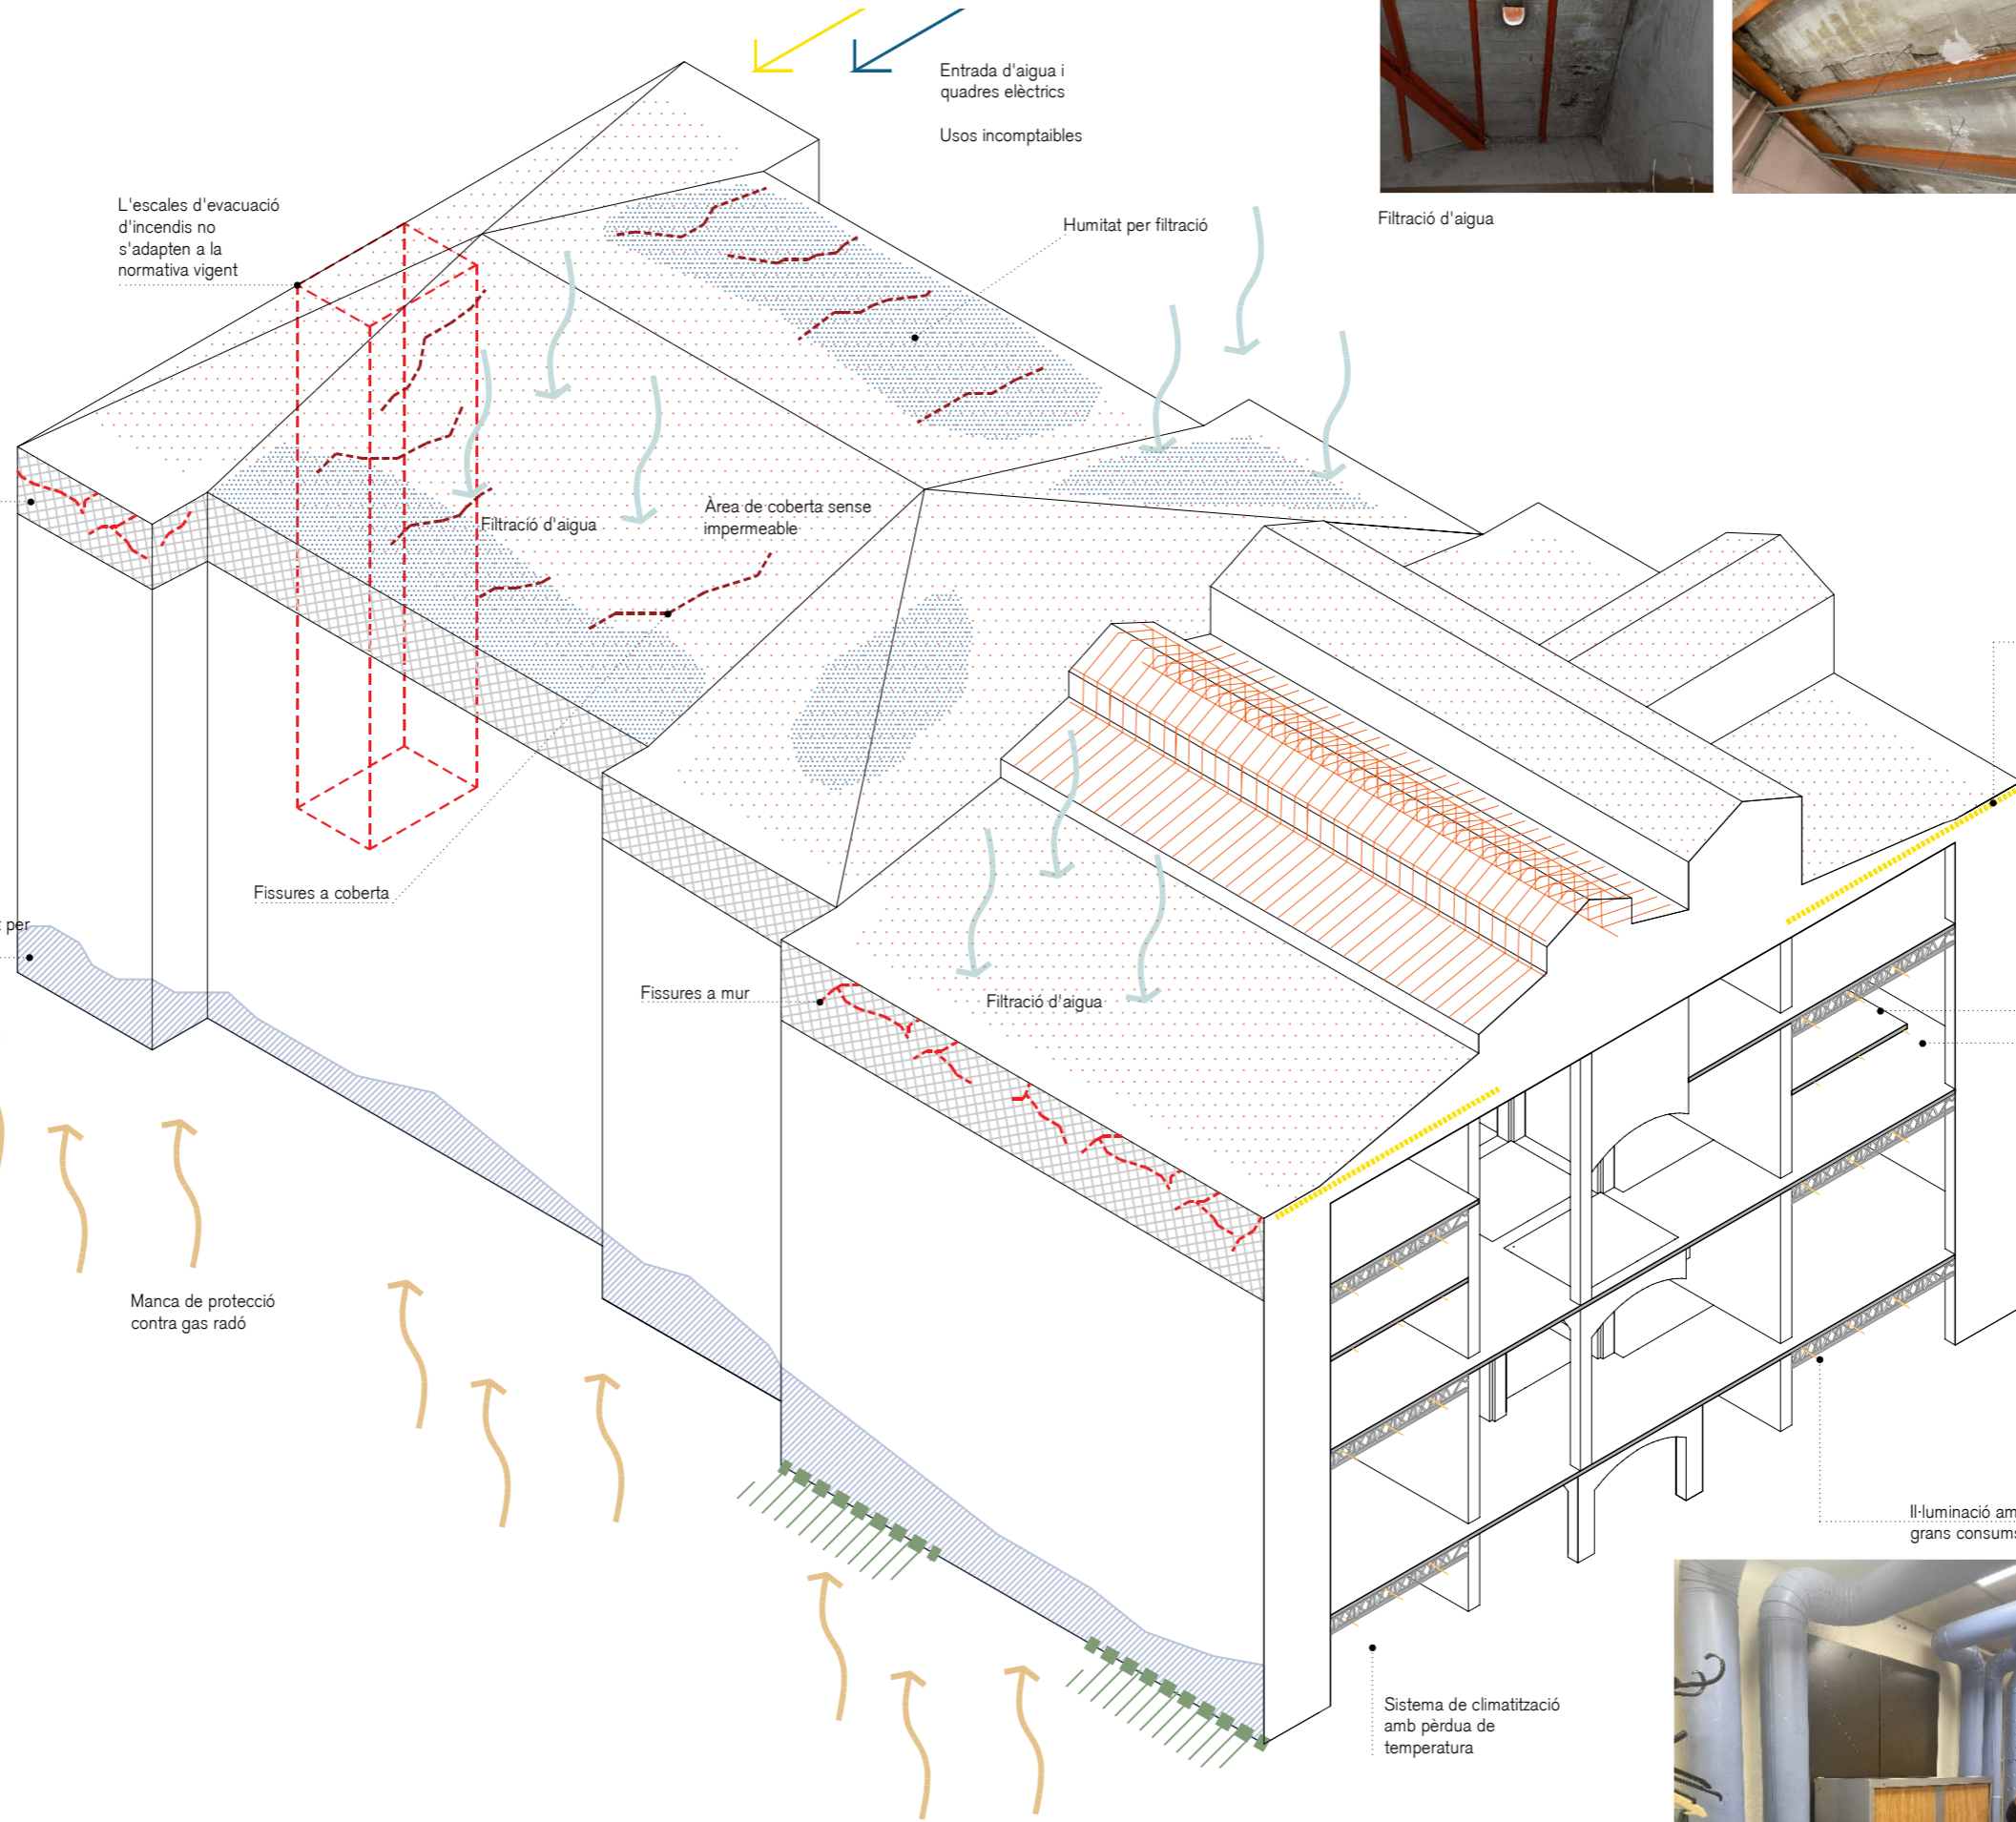 Entrada d'aigua i
quadres elèctrics
Usos incomptaibles
L'escales d'evacuació
d'incendis no
s'adapten a la
normativa vigent
Humitat per filtració
Filtració d'aigua
Filtració d'aigua
Àrea de coberta sense
impermeable
Fissures a coberta
per
Fissures a mur
Filtració d'aigua
Manca de protecció
contra gas radó
Il·luminació am
grans consums
Sistema de climatització
amb pèrdua de
temperatura